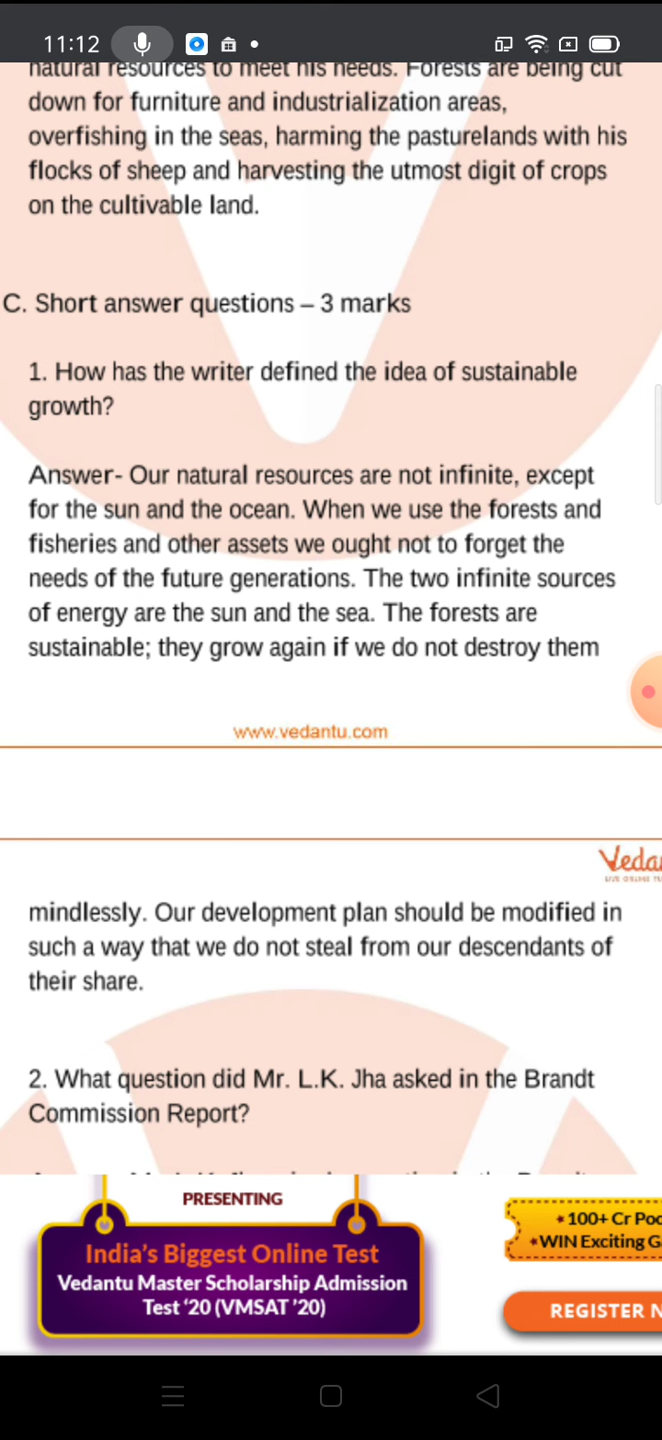 11:12
natural resources to meet his needs. Forests are being cut
down for furniture and industrialization areas,
overfishing in the seas, harming the pasturelands with his
flocks of sheep and harvesting the utmost digit of crops
on the cultivable land.
C. Short answer questions – 3 marks
1. How has the writer defined the idea of sustainable
growth?
Answer- Our natural resources are not infinite, except
for the sun and the ocean. When we use the forests and
fisheries and other assets we ought not to forget the
needs of the future generations. The two infinite sources
of energy are the sun and the sea. The forests are
sustainable; they grow again if we do not destroy them
www.vedantu.com
mindlessly. Our development plan should be modified in
such a way that we do not steal from our descendants of
their share.
2. What question did Mr. L.K. Jha asked in the Brandt
Commission Report?
PRESENTING
India's Biggest Online Test
Vedantu Master Scholarship Admission
Test '20 (VMSAT '20)
100+ Cr
WIN Exciting
REGISTER